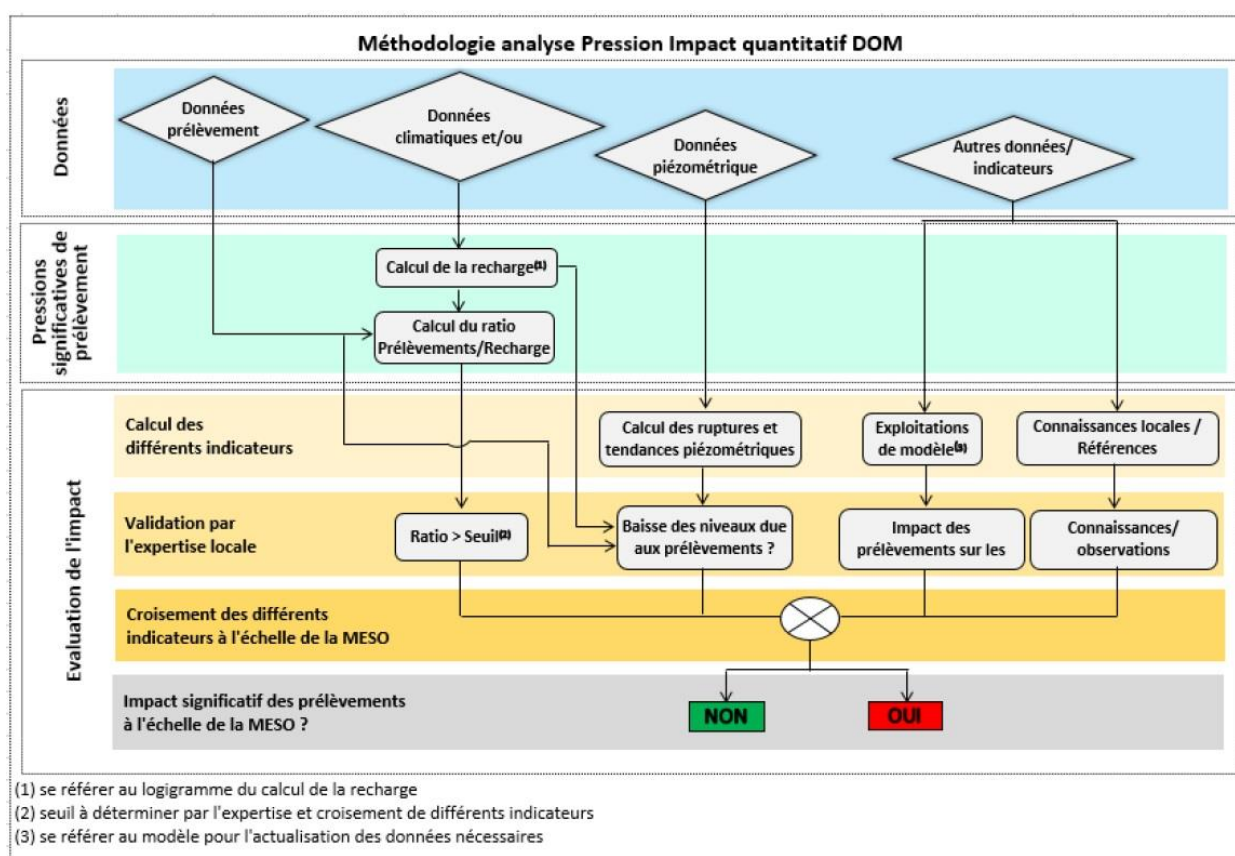 Méthodologie analyse Pression Impact quantitatif DOM
Données
Données
prélèvement
Données
climatiques et/ou
Données
piézométrique
Autres données/
indicateurs
Pressions
significatives de
prélèvement
Calcul de la recharge(1)
Calcul du ratio
Prélèvements/Recharge
Evaluation de l'impact
Calcul des
différents indicateurs
Calcul des ruptures et
tendances piézométriques
Exploitations
de modèle(3)
Connaissances locales /
Références
Validation par
l'expertise locale
Ratio > Seuil(2)
Baisse des niveaux due
aux prélèvements ?
Impact des
prélèvements sur les
Connaissances/
observations
Croisement des différents
indicateurs à l'échelle de la MESO
Impact significatif des prélèvements
à l'échelle de la MESO ?
NON
OUI
(1) se référer au logigramme du calcul de la recharge
(2) seuil à déterminer par l'expertise et croisement de différents indicateurs
(3) se référer au modèle pour l'actualisation des données nécessaires